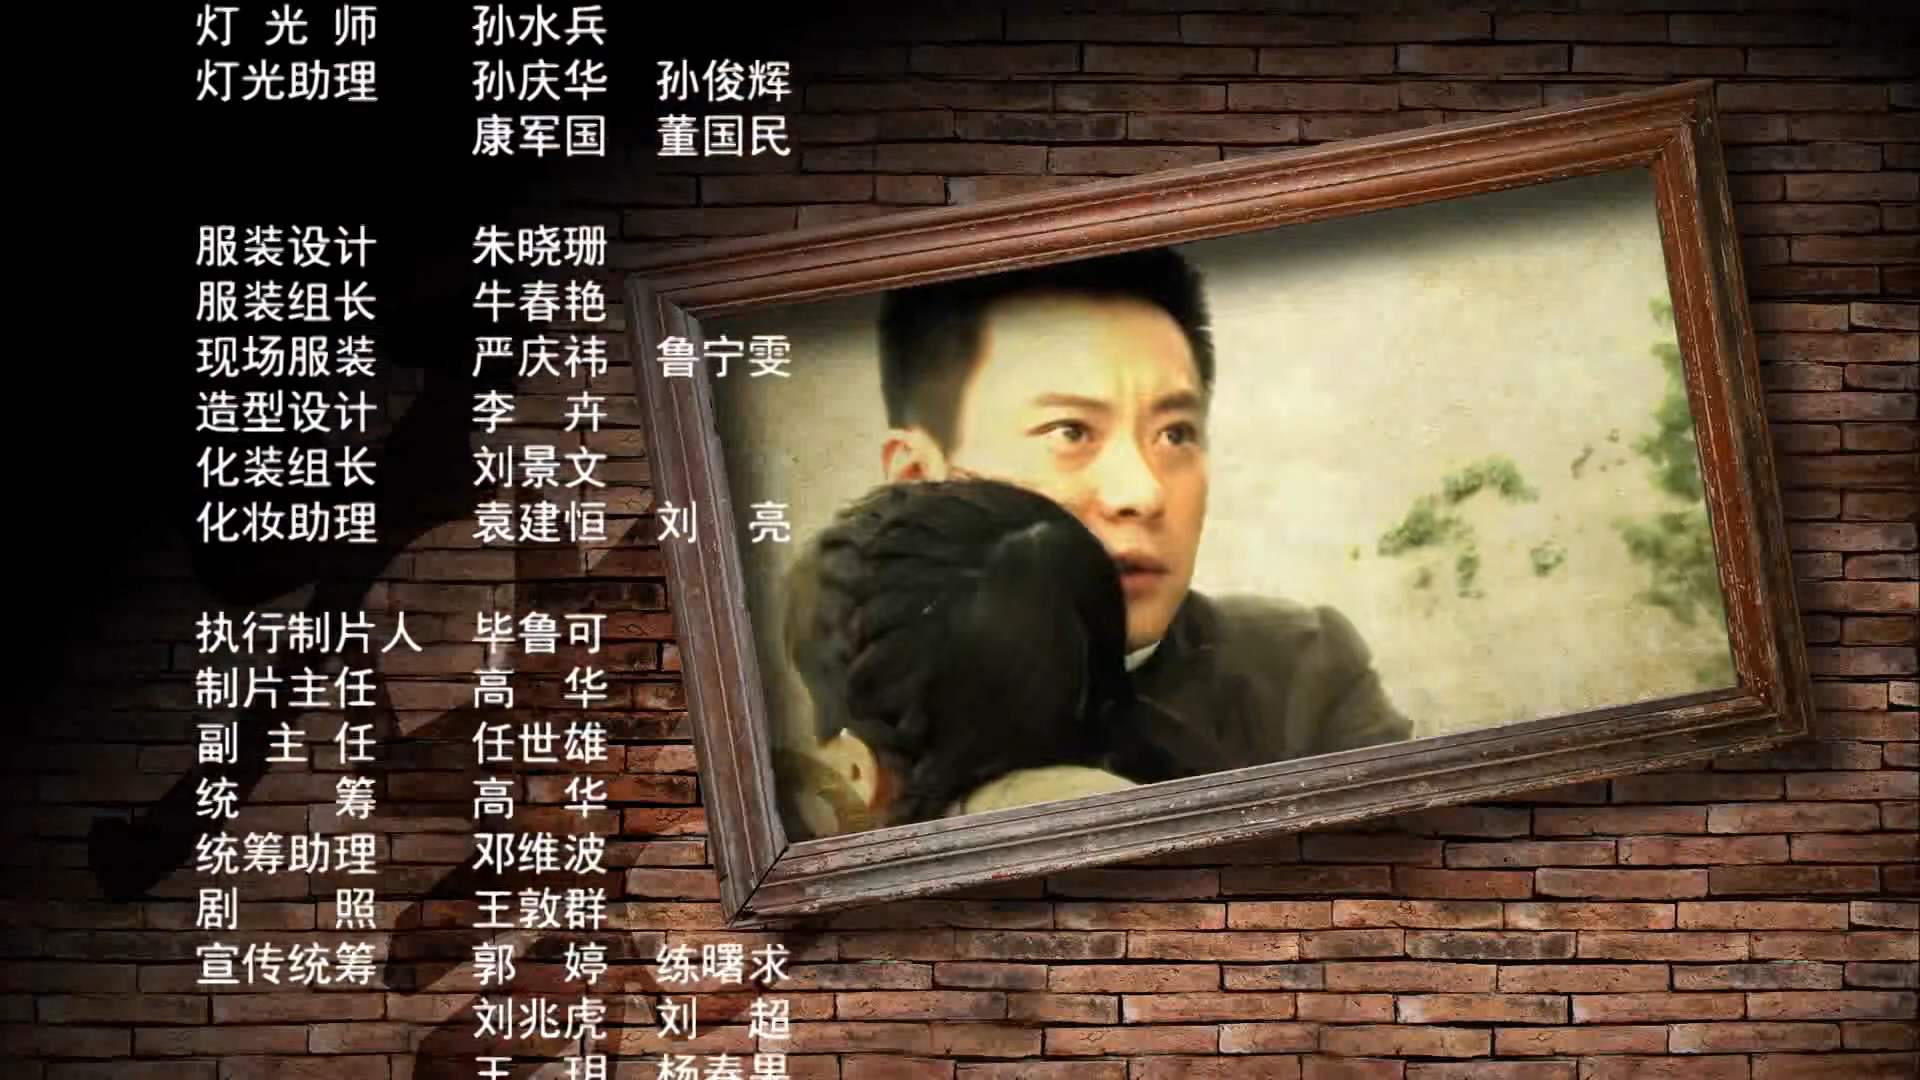 灯光师 孙水兵
灯光助理 孙庆华 孙俊辉
康军国 董国民
服装设计 朱晓珊
服装组长 牛春艳
现场服装 严庆祎 鲁宁雯
造型设计 李卉
化装组长 刘景文
化妆助理 袁建恒 刘亮
执行制片人 毕鲁可
制片主任 高华
副主任 任世雄
统筹 高华
统筹助理 邓维波
剧照 王敦群
宣传统筹 郭婷 练曙求
刘兆虎 刘超
王玥 杨春果